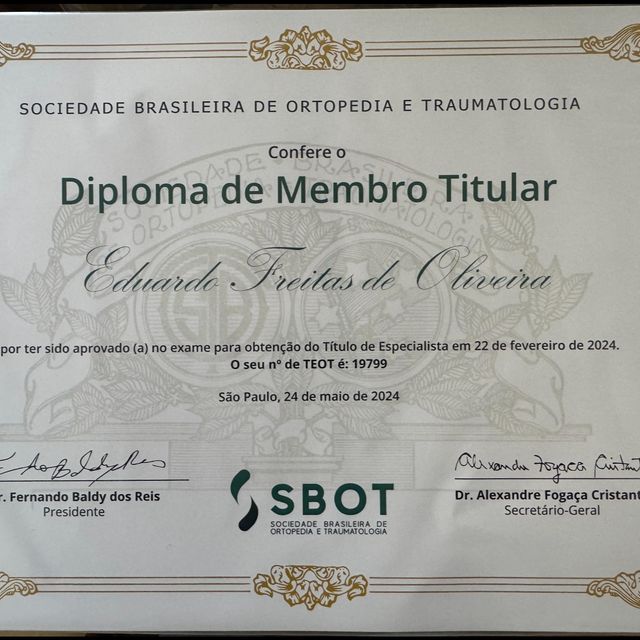 SOCIEDADE BRASILEIRA DE ORTOPEDIA E TRAUMATOLOGIA
Confere o
Diploma de Membro Titular
Eduardo Freitas de Oliveira
por ter sido aprovado (a) no exame para obtenção do Título de Especialista em 22 de fevereiro de 2024.
O seu nº de TEOT é: 19799
São Paulo, 24 de maio de 2024
r. Fernando Baldy dos Reis
Presidente
SBOT
SOCIEDADE BRASILEIRA DE
ORTOPEDIA E TRAUMATOLOGIA
Dr. Alexandre Fogaça Cristant
Secretário-Geral